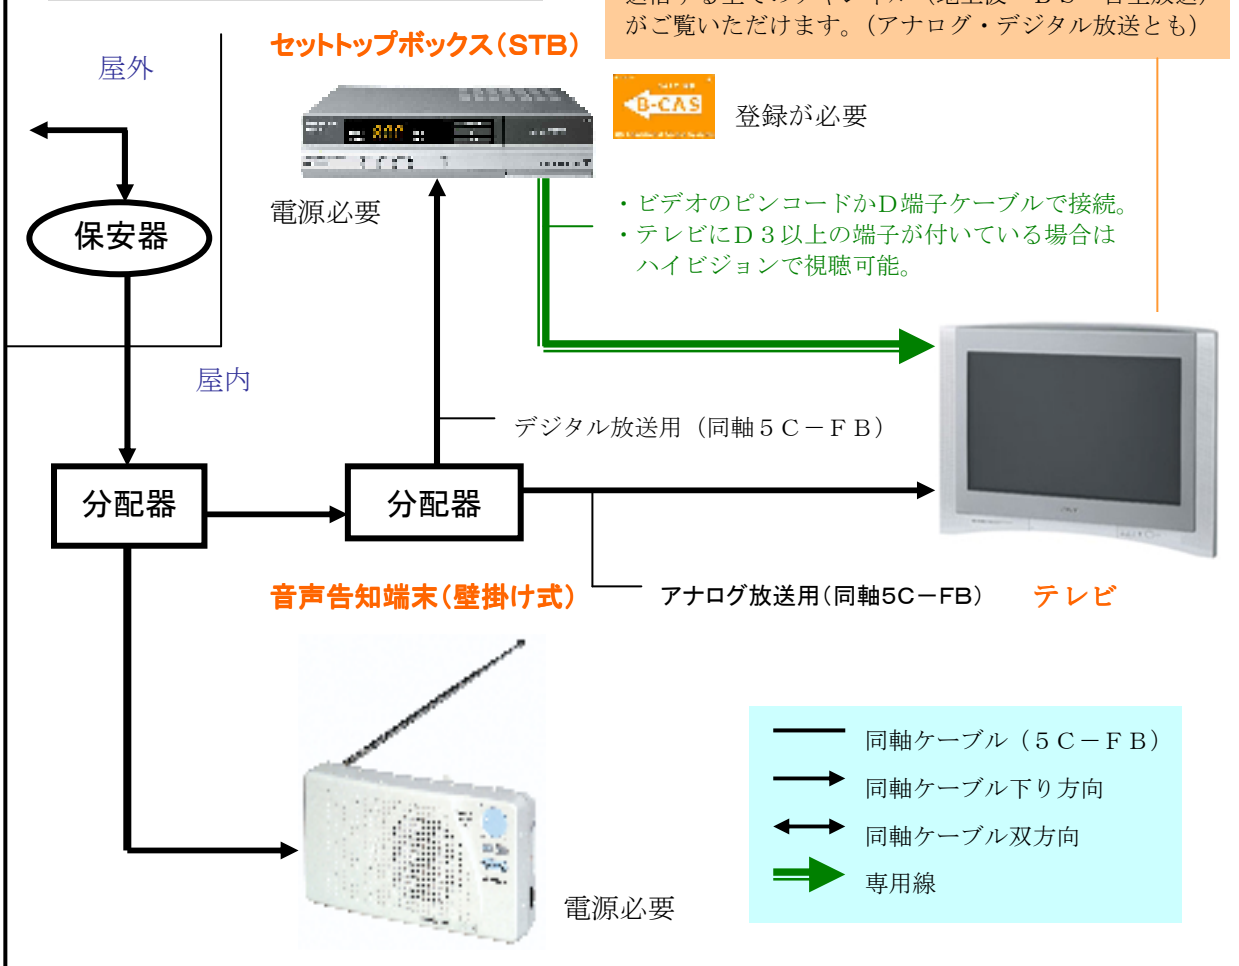 がご覧いただけます。(アナログ・デジタル放送とも)
セットトップボックス(STB)
屋外
B-CAS
登録が必要
電源必要
・ビデオのピンコードかD端子ケーブルで接続。
・テレビにD3以上の端子が付いている場合は
ハイビジョンで視聴可能。
保安器
屋内
デジタル放送用(同軸5C-FB)
分配器
分配器
音声告知端末(壁掛け式)
アナログ放送用(同軸5C-FB)
テレビ
同軸ケーブル(5C-FB)
同軸ケーブル下り方向
同軸ケーブル双方向
専用線
電源必要